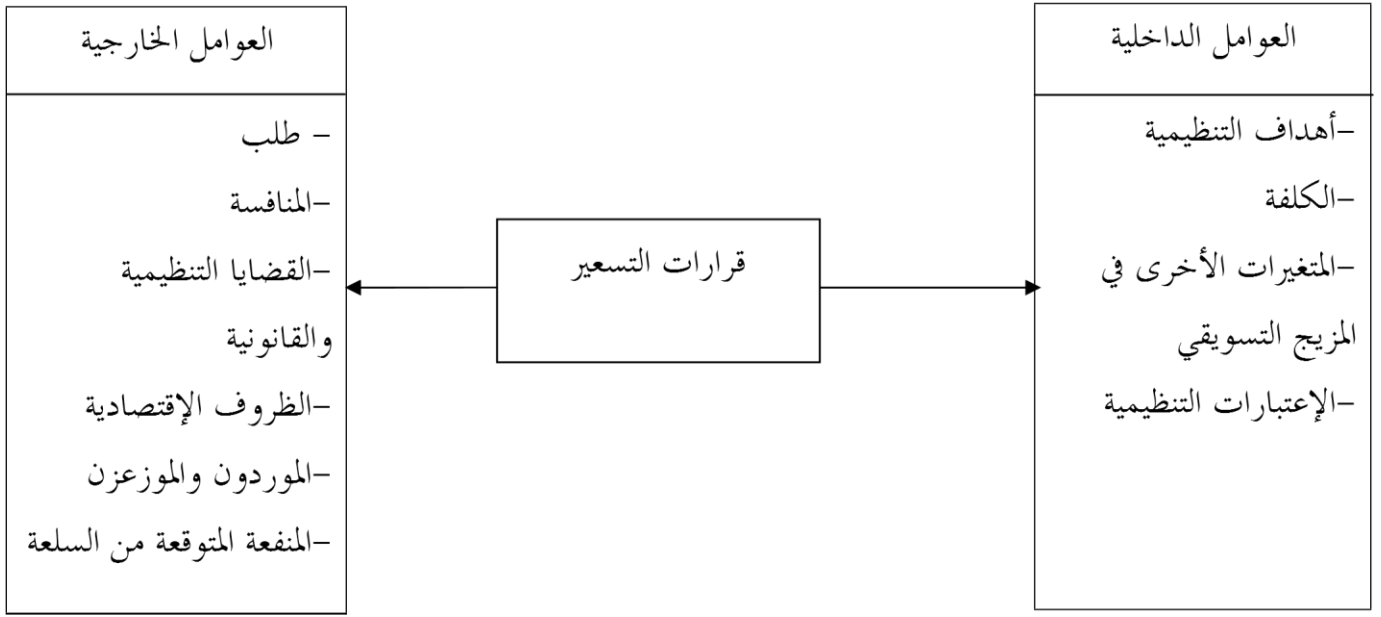 العوامل الداخلية
-أهداف التنظيمية
-الكلفة
-المتغيرات الأخرى في
المزيج التسويقي
-الإعتبارات التنظيمية
قرارات التسعير
العوامل الخارجية
- طلب
-المنافسة
-القضايا التنظيمية
والقانونية
-الظروف الإقتصادية
-الموردون والموزعزن
-المنفعة المتوقعة من السلعة